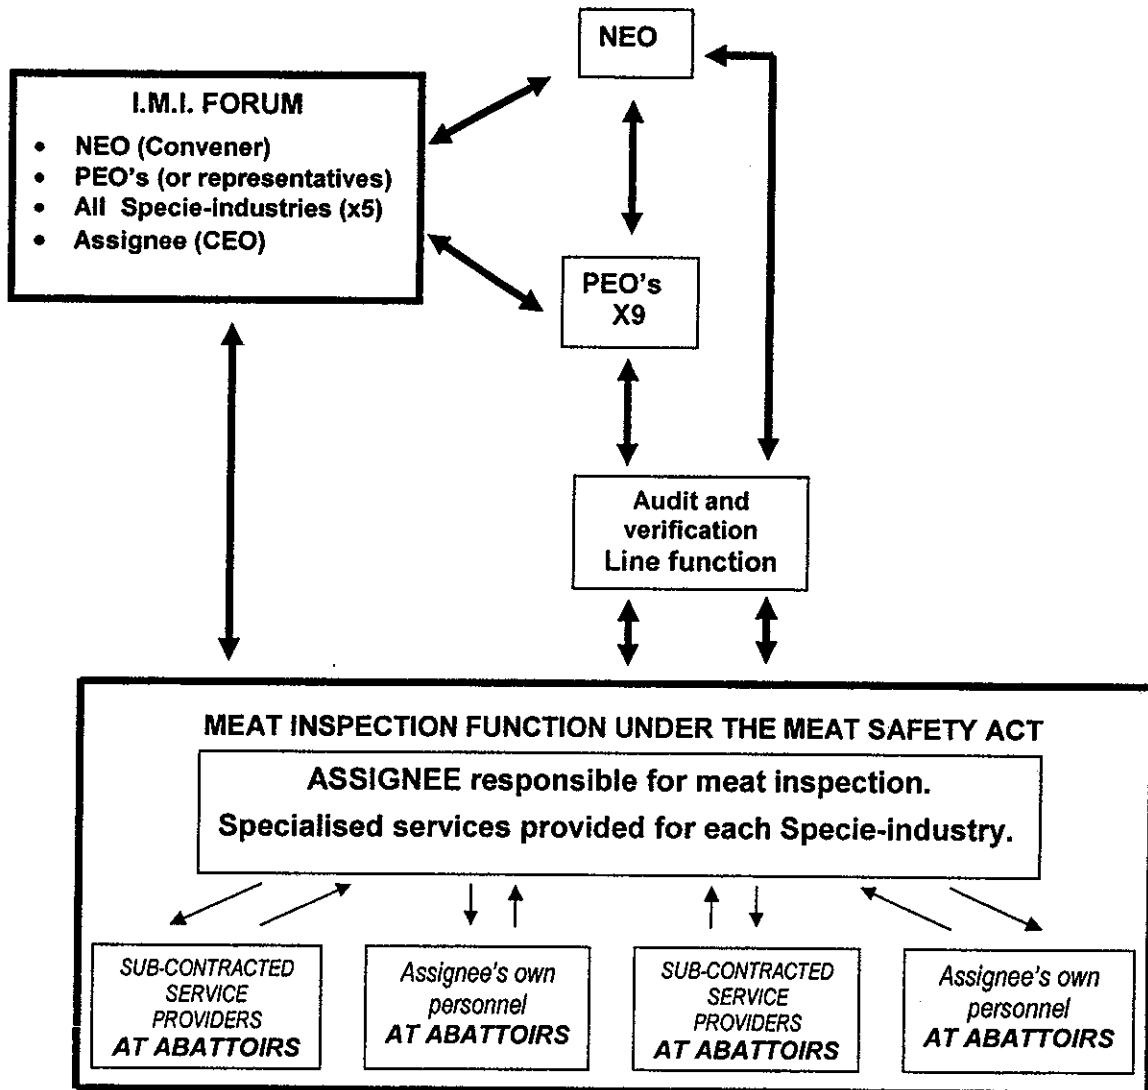 NEO
I.M.I. FORUM
• NEO (Convener)
• PEO's (or representatives)
• All Specie-industries (x5)
• Assignee (CEO)
PEO's
X9
Audit and
verification
Line function
MEAT INSPECTION FUNCTION UNDER THE MEAT SAFETY ACT
ASSIGNEE responsible for meat inspection.
Specialised services provided for each Specie-industry.
SUB-CONTRACTED
SERVICE
PROVIDERS
AT ABATTOIRS
Assignee's own
personnel
AT ABATTOIRS
SUB-CONTRACTED
SERVICE
PROVIDERS
AT ABATTOIRS
Assignee's own
personnel
AT ABATTOIRS